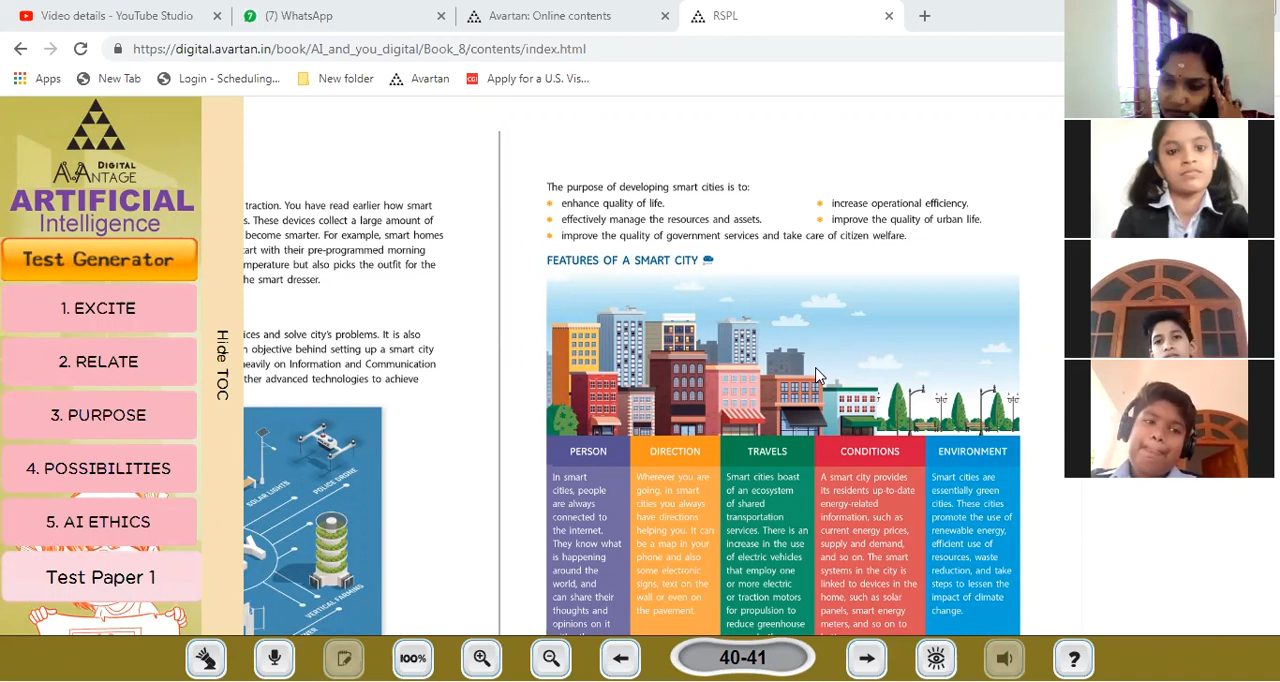 Video details - YouTube Studio
(7) WhatsApp
Avartan: Online contents
RSPL
https://digital.avartan.in/book/AI_and_you_digital/Book_8/contents/index.html
Apps
New Tab
Login - Scheduling...
New folder
Avartan
CGI
Apply for a U.S. Vis...
DIGITAL
AVANTAGE
ARTIFICIAL
Intelligence
Test Generator
1. EXCITE
2. RELATE
3. PURPOSE
4. POSSIBILITIES
5. AI ETHICS
Test Paper 1
Hide TOC
traction. You have read earlier how smart
s. These devices collect a large amount of
become smarter. For example, smart homes
tart with their pre-programmed morning
mperature but also picks the outfit for the
he smart dresser.
ices and solve city's problems. It is also
n objective behind setting up a smart city
heavily on Information and Communication
ther advanced technologies to achieve
SOLAR LIGHTS
POLICE DRONE
VERTICAL FARMING
The purpose of developing smart cities is to:
enhance quality of life.
increase operational efficiency.
effectively manage the resources and assets.
improve the quality of urban life.
improve the quality of government services and take care of citizen welfare.
FEATURES OF A SMART CITY
PERSON
In smart
cities, people
are always
connected to
the internet.
They know what
is happening
around the
world, and
can share their
thoughts and
opinions on it
DIRECTION
Wherever you are
going, in smart
cities you always
have directions
helping you. It can
be a map in your
phone and also
some electronic
signs, text on the
wall or even on
the pavement.
TRAVELS
Smart cities boast
of an ecosystem
of shared
transportation
services. There is an
increase in the use
of electric vehicles
that employ one
or more electric
or traction motors
for propulsion to
reduce greenhouse
CONDITIONS
A smart city provides
its residents up-to-date
energy-related
information, such as
current energy prices,
supply and demand,
and so on. The smart
systems in the city is
linked to devices in the
home, such as solar
panels, smart energy
meters, and so on to
ENVIRONMENT
Smart cities are
essentially green
cities. These cities
promote the use of
renewable energy,
efficient use of
resources, waste
reduction, and take
steps to lessen the
impact of climate
change.
100%
40-41
?